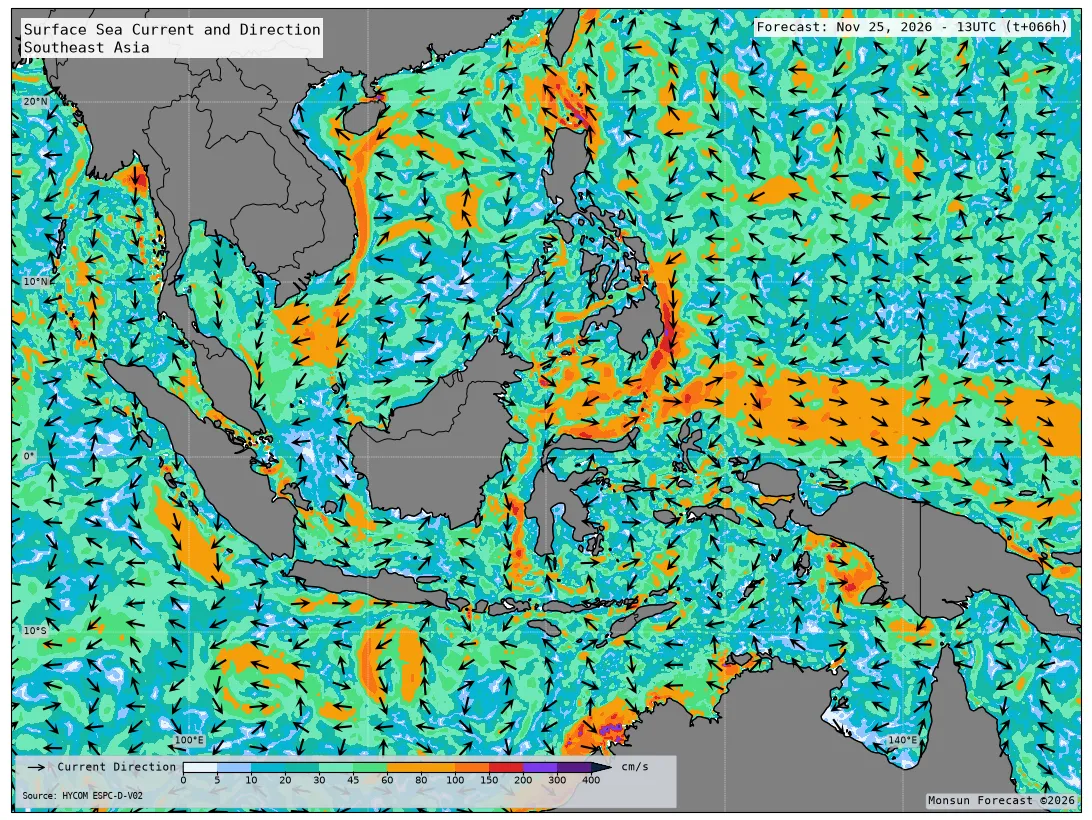 Surface Sea Current and Direction
Southeast Asia
Forecast: Nov 25, 2026 - 13UTC (t+066h)
20°N
10°N
0°
10°S
100°E
140°E
Current Direction
0 5 10 20 30 45 60 80 100 150 200 300 400
cm/s
Source: HYCOM ESPC-D-V02
Monsun Forecast ©2026